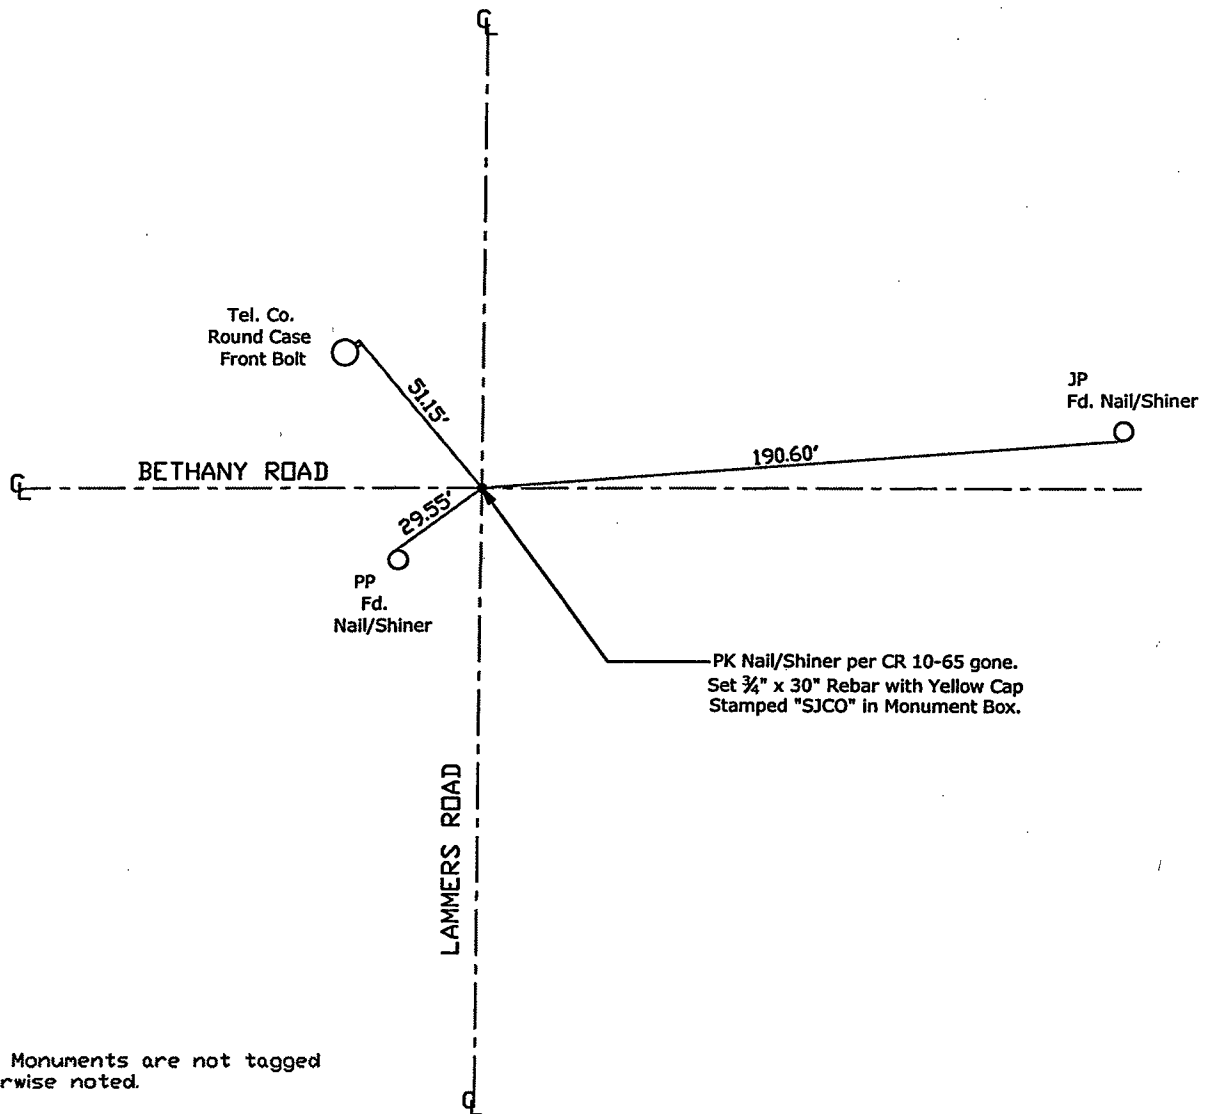 ℄
Tel. Co.
Round Case
Front Bolt
51.15'
JP
Fd. Nail/Shiner
190.60'
℄
BETHANY ROAD
29.55'
PP
Fd.
Nail/Shiner
PK Nail/Shiner per CR 10-65 gone.
Set ¾" x 30" Rebar with Yellow Cap
Stamped "SJCO" in Monument Box.
LAMMERS ROAD
Monuments are not tagged
rwise noted.
℄